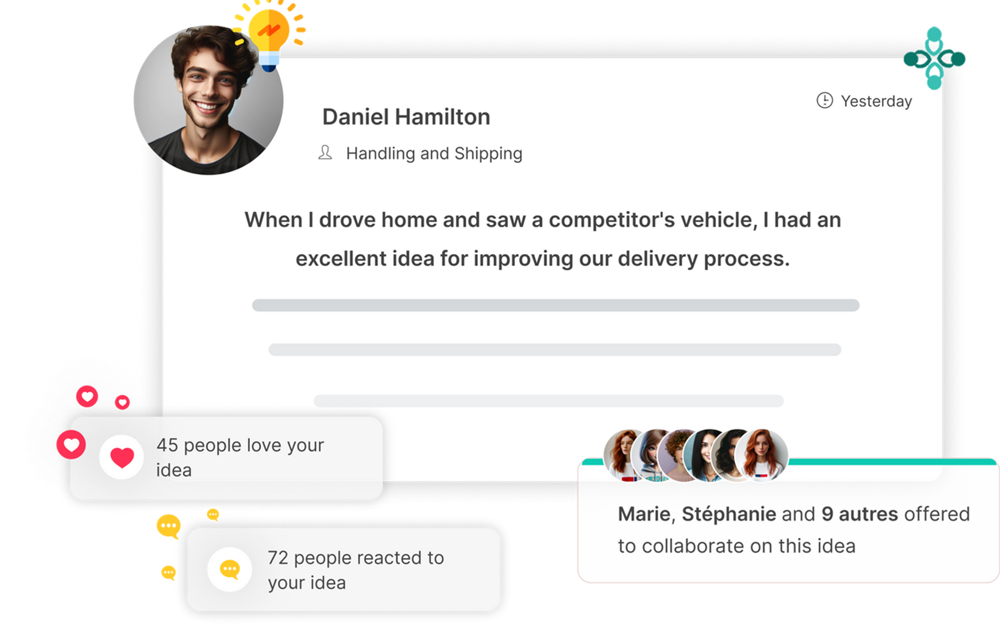 Yesterday
Daniel Hamilton
Handling and Shipping
When I drove home and saw a competitor's vehicle, I had an
excellent idea for improving our delivery process.
45 people love your
idea
72 people reacted to
your idea
Marie, Stéphanie and 9 autres offered
to collaborate on this idea